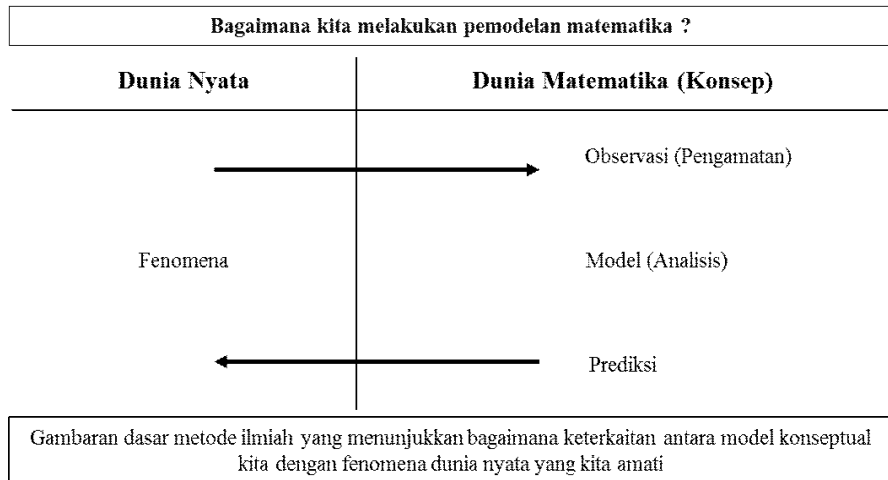 Bagaimana kita melakukan pemodelan matematika ?
Dunia Nyata
Dunia Matematika (Konsep)
Observasi (Pengamatan)
Fenomena
Model (Analisis)
Prediksi
Gambaran dasar metode ilmiah yang menunjukkan bagaimana keterkaitan antara model konseptual
kita dengan fenomena dunia nyata yang kita amati